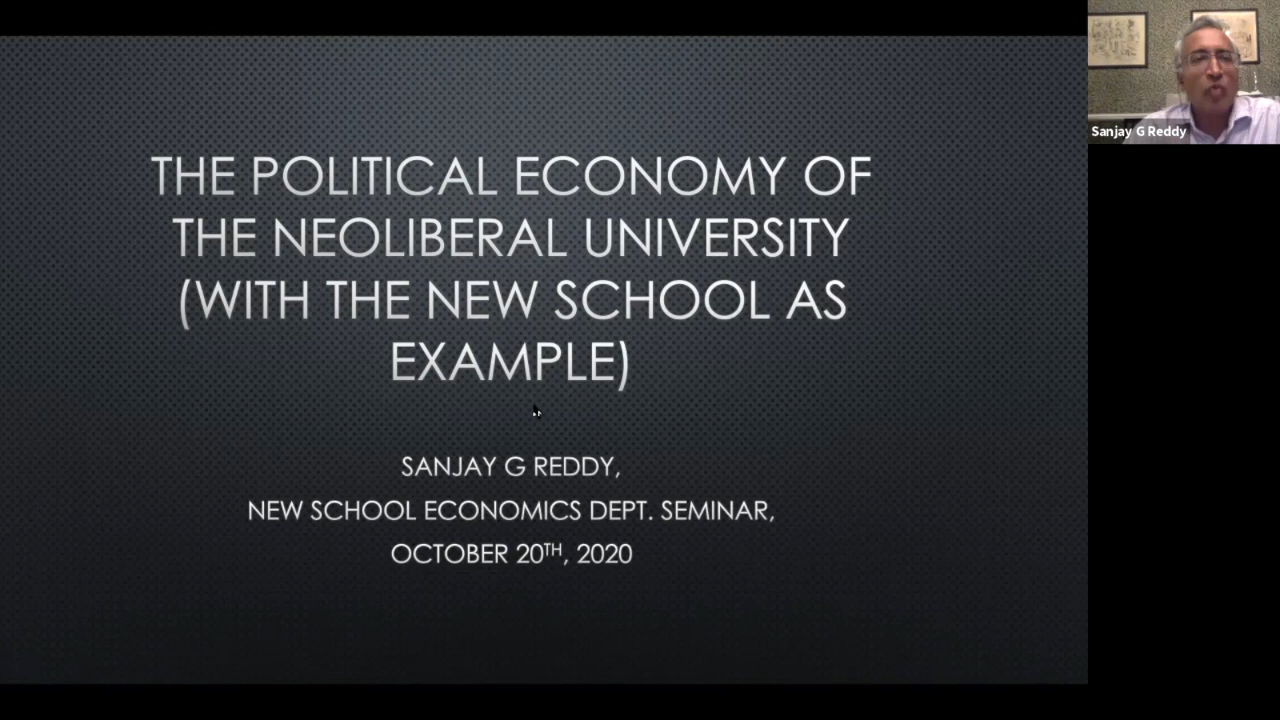 THE POLITICAL ECONOMY OF
THE NEOLIBERAL UNIVERSITY
(WITH THE NEW SCHOOL AS
EXAMPLE)
SANJAY G REDDY,
NEW SCHOOL ECONOMICS DEPT. SEMINAR,
OCTOBER 20TH, 2020
Sanjay G Reddy